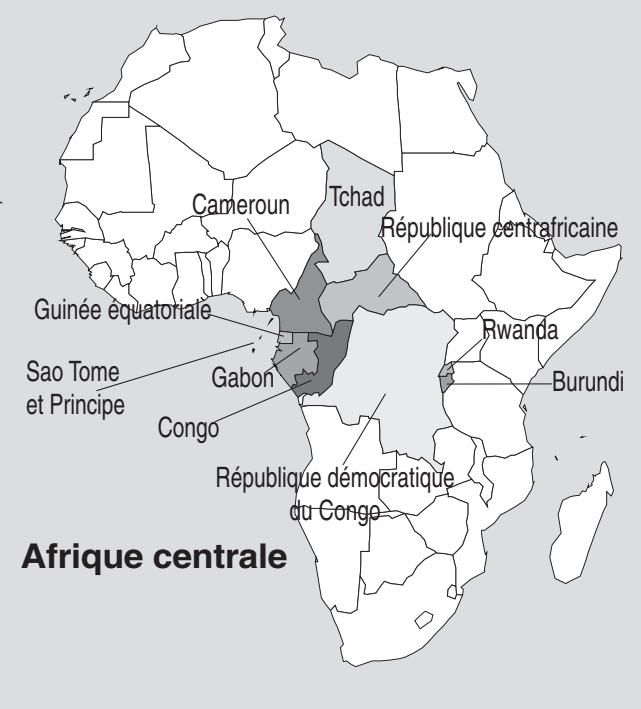 Tchad
Cameroun
République centrafricaine
Guinée équatoriale
Rwanda
Sao Tome
et Principe
Gabon
Burundi
Congo
République démocratique
du Congo
Afrique centrale